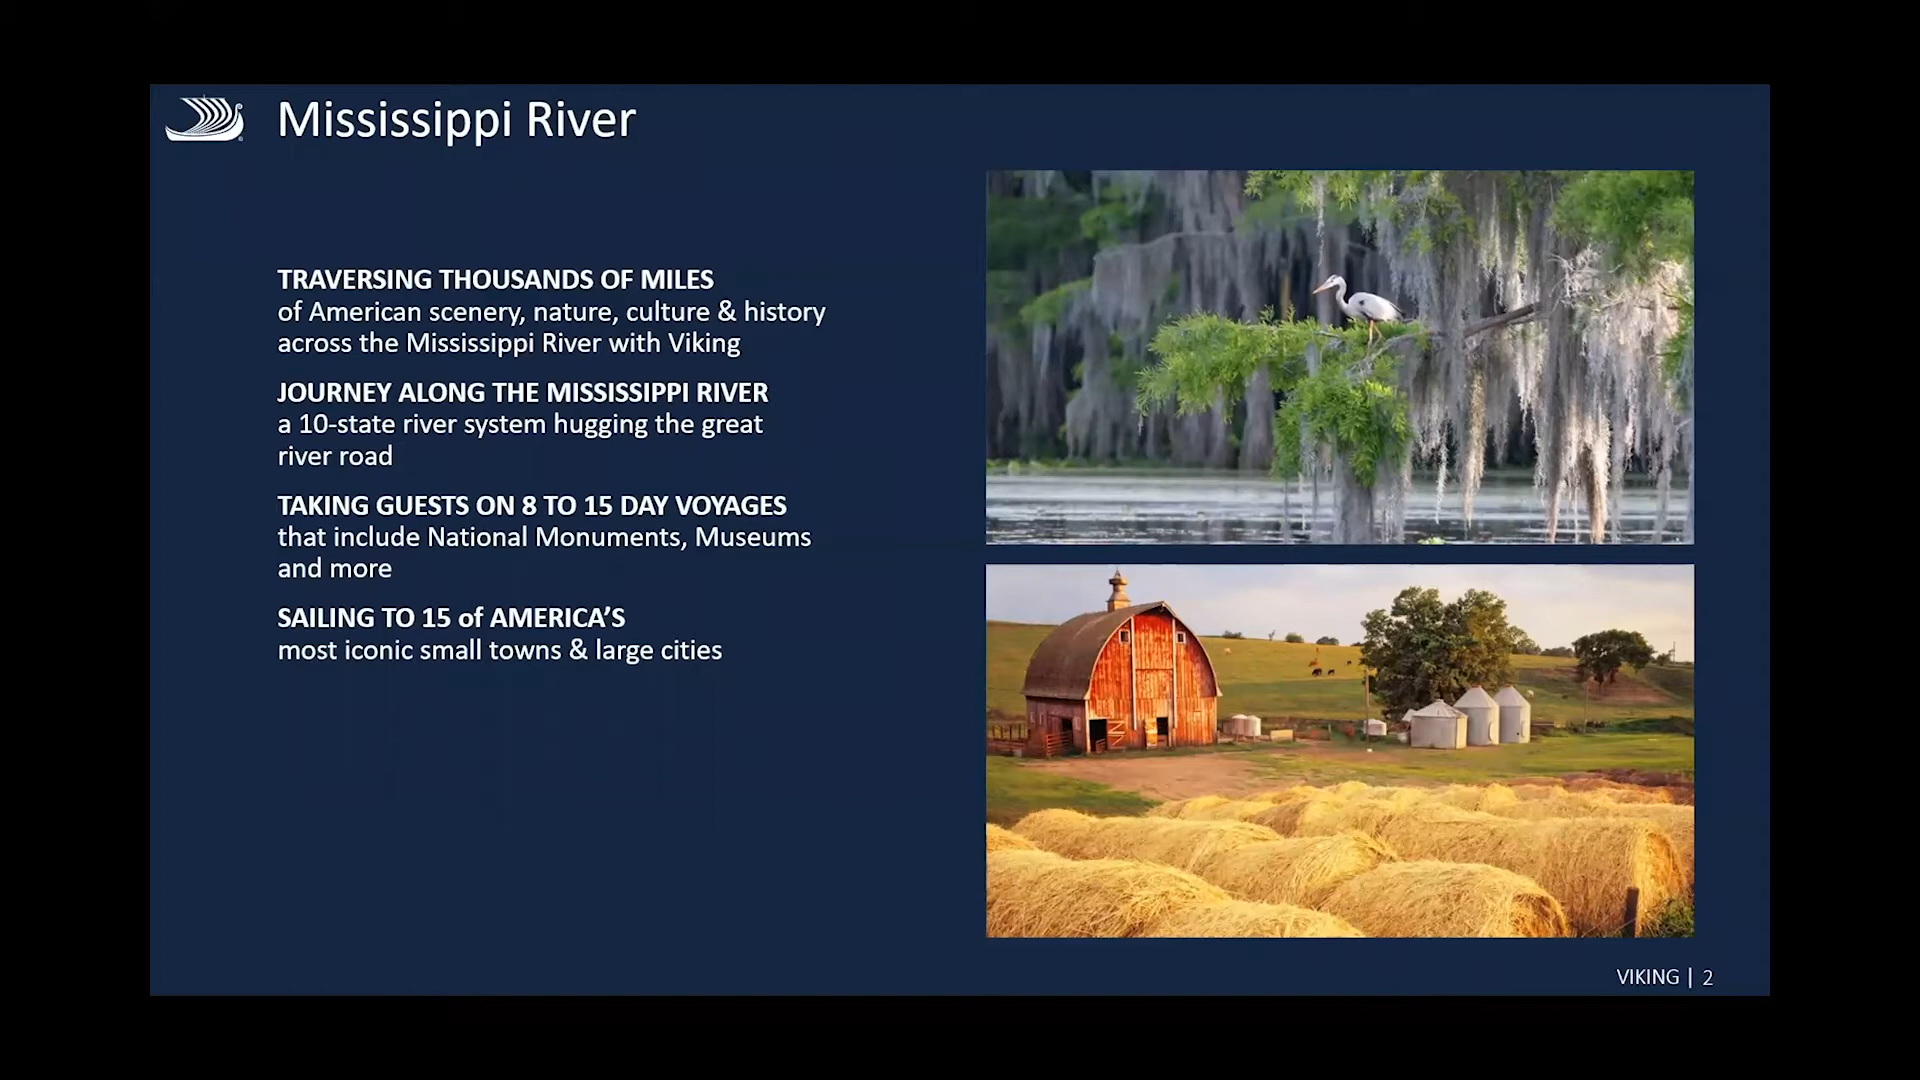 Mississippi River
TRAVERSING THOUSANDS OF MILES
of American scenery, nature, culture & history
across the Mississippi River with Viking
JOURNEY ALONG THE MISSISSIPPI RIVER
a 10-state river system hugging the great
river road
TAKING GUESTS ON 8 TO 15 DAY VOYAGES
that include National Monuments, Museums
and more
SAILING TO 15 of AMERICA’S
most iconic small towns & large cities
VIKING | 2